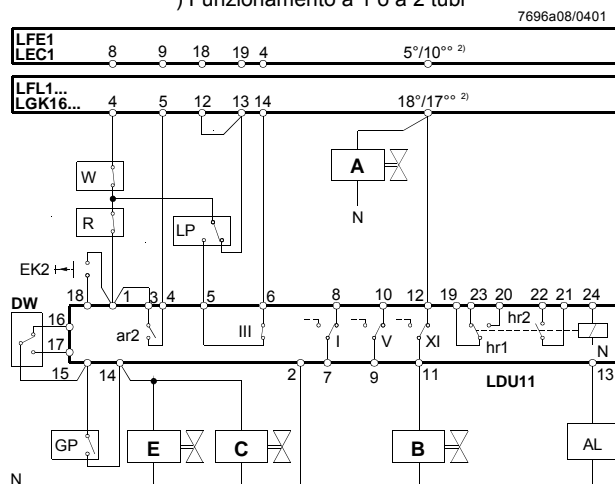 ) Funzionamento a 1 o a 2 tubi
7696a08/0401
LFE1
LEC1
8 9 18 19 4 5°/10°° 2)
LFL1...
LGK16...
4 5 12 13 14 18°/17°° 2)
W
A
R
LP
N
EK2
18 1 3 4 5 6 8 10 12 19 23 20 22 21 24
DW
16
hr2
ar2 III I V XI
17
hr1
N
15 14 2 7 9 11 LDU11 13
GP E C B AL
N